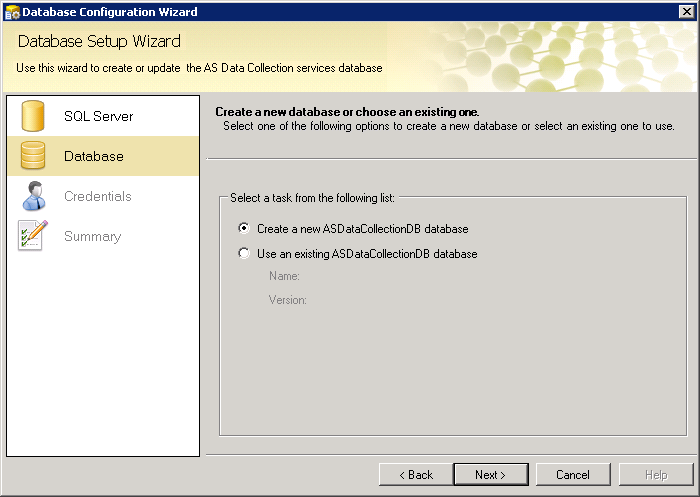 Database Configuration Wizard
Database Setup Wizard
Use this wizard to create or update the AS Data Collection services database
SQL Server
Database
Credentials
Summary
Create a new database or choose an existing one.
Select one of the following options to create a new database or select an existing one to use.
Select a task from the following list:
Create a new ASDataCollectionDB database
Use an existing ASDataCollectionDB database
Name:
Version:
< Back
Next >
Cancel
Help